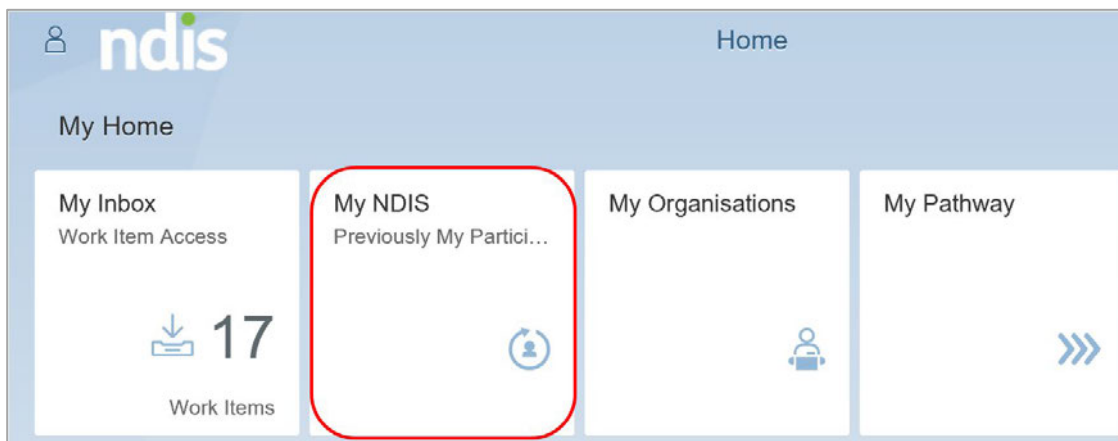 ndis
Home
My Home
My Inbox
Work Item Access
17
Work Items
My NDIS
Previously My Partici...
My Organisations
My Pathway